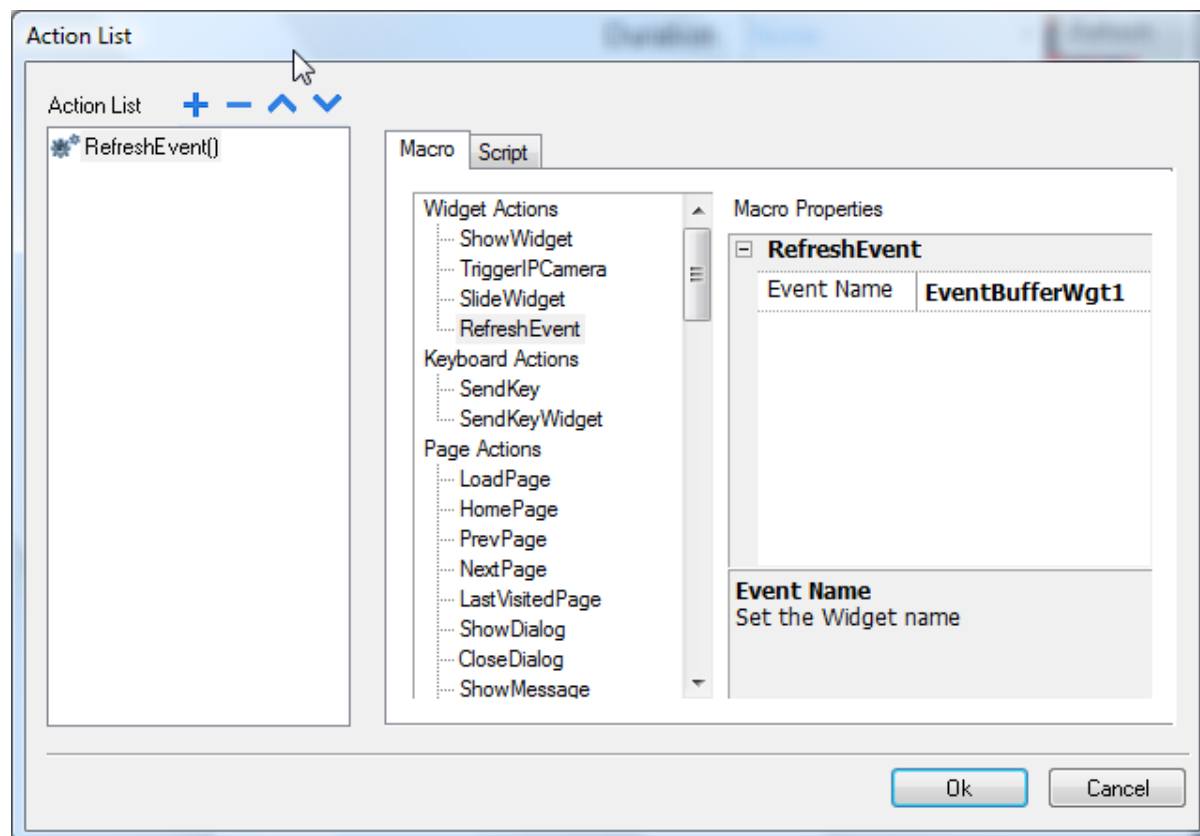 Action List
Duration
Action List
RefreshEvent()
Macro
Script
Widget Actions
ShowWidget
TriggerIPCamera
SlideWidget
RefreshEvent
Keyboard Actions
SendKey
SendKeyWidget
Page Actions
LoadPage
HomePage
PrevPage
NextPage
LastVisitedPage
ShowDialog
CloseDialog
ShowMessage
Macro Properties
RefreshEvent
Event Name EventBufferWgt1
Event Name
Set the Widget name
Ok
Cancel